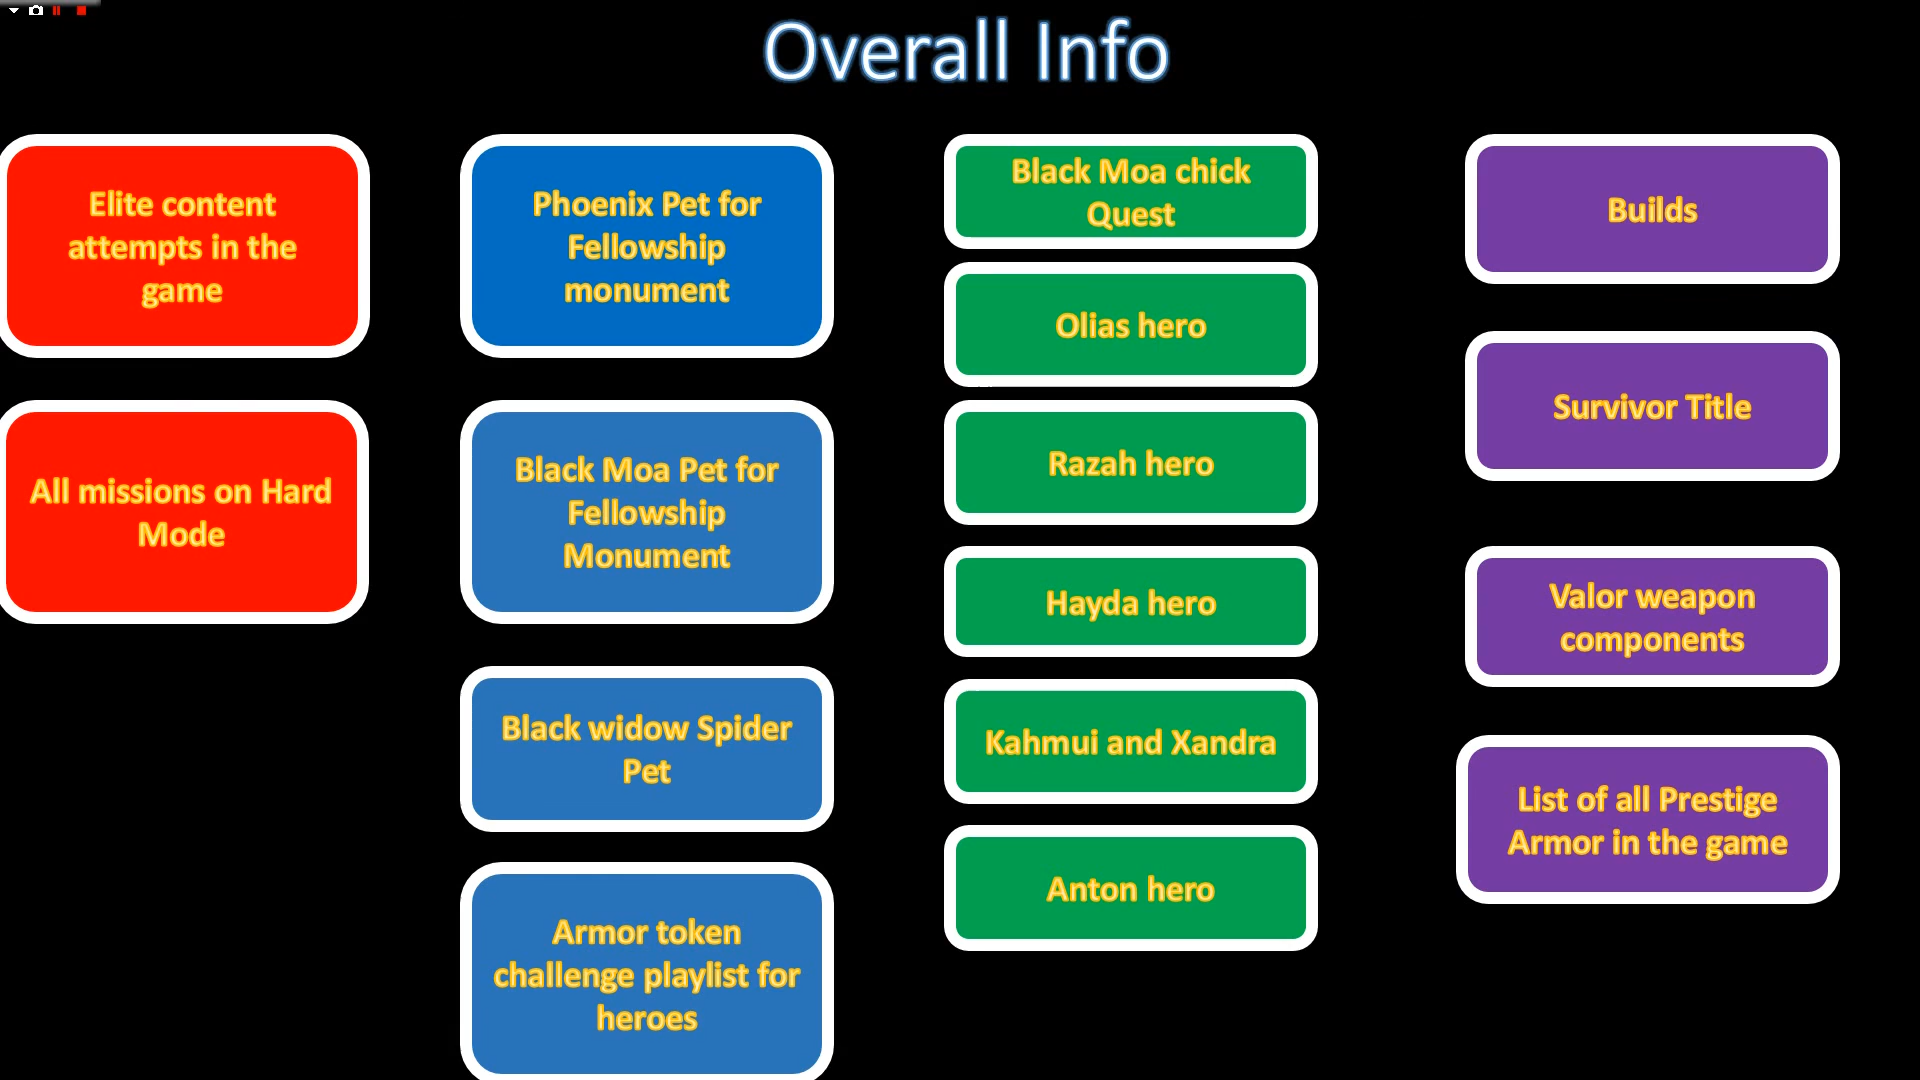 Overall Info
Elite content
attempts in the
game
All missions on Hard
Mode
Phoenix Pet for
Fellowship
monument
Black Moa Pet for
Fellowship
Monument
Black widow Spider
Pet
Armor token
challenge playlist for
heroes
Black Moa chick
Quest
Olias hero
Razah hero
Hayda hero
Kahmui and Xandra
Anton hero
Builds
Survivor Title
Valor weapon
components
List of all Prestige
Armor in the game